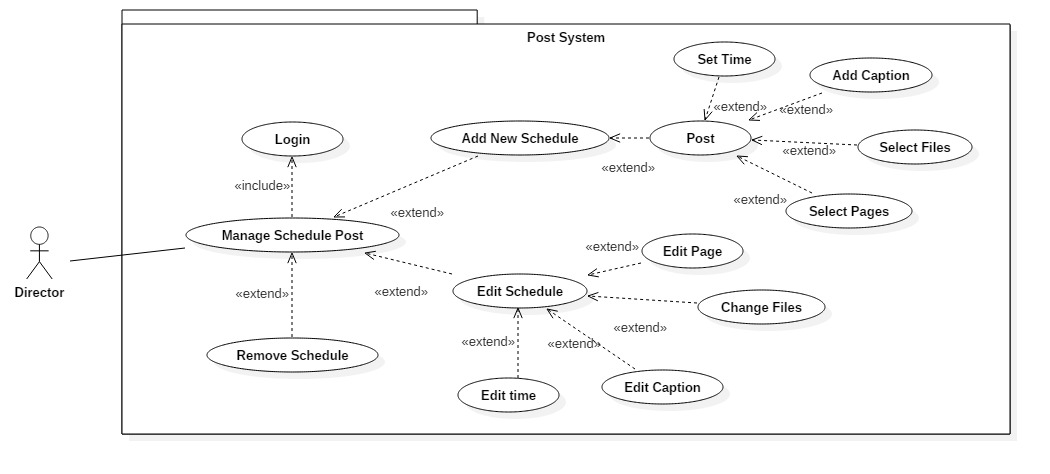 Post System
Set Time
Add Caption
«extend»
«extend»
Login
Add New Schedule
Post
Select Files
«extend»
«extend»
«include»
«extend»
Select Pages
«extend»
Manage Schedule Post
«extend»
Edit Page
Director
«extend»
«extend»
Edit Schedule
Change Files
«extend»
«extend»
«extend»
Remove Schedule
Edit time
Edit Caption